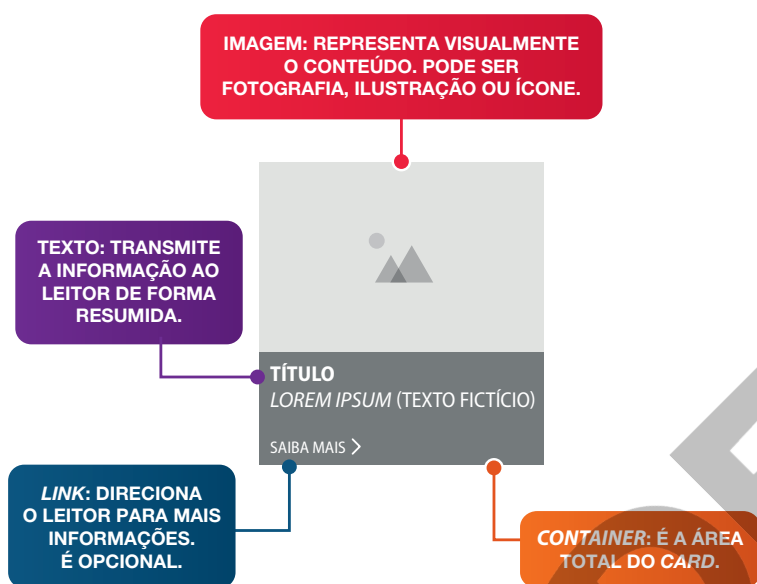 IMAGEM: REPRESENTA VISUALMENTE
O CONTEÚDO. PODE SER
FOTOGRAFIA, ILUSTRAÇÃO OU ÍCONE.
TEXTO: TRANSMITE
A INFORMAÇÃO AO
LEITOR DE FORMA
RESUMIDA.
TÍTULO
LOREM IPSUM (TEXTO FICTÍCIO)
SAIBA MAIS >
LINK: DIRECIONA
O LEITOR PARA MAIS
INFORMAÇÕES.
É OPCIONAL.
CONTAINER: É A ÁREA
TOTAL DO CARD.